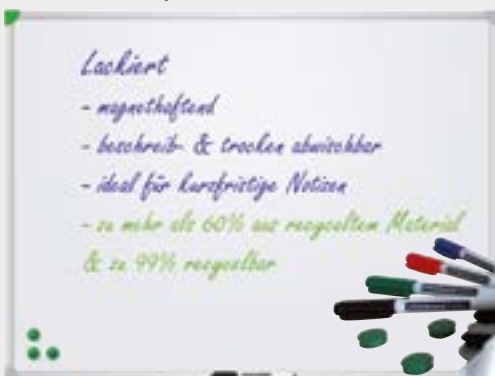 Lackiert
- magnethaftend
- beschreib- & trocken abwischbar
- ideal für kurzfristige Notizen
- zu mehr als 60% aus recyceltem Material
& zu 99% recycelbar